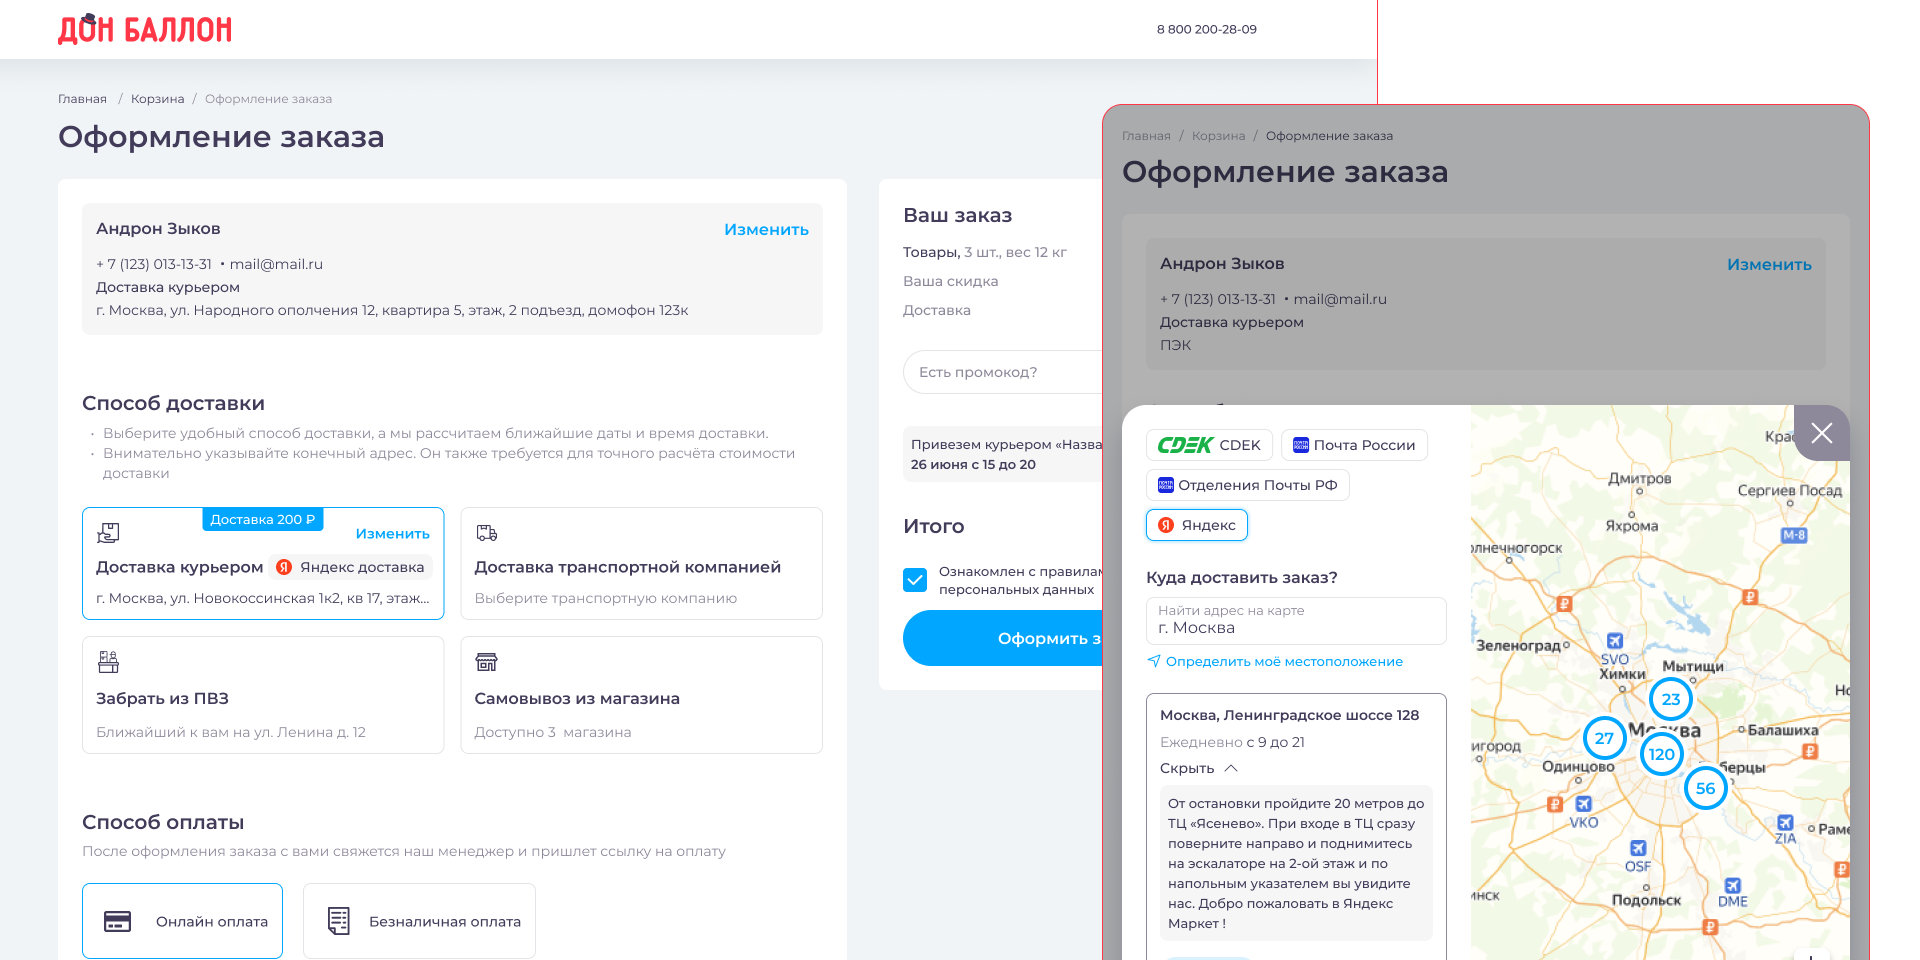 ДОН БАЛЛОН
8 800 200-28-09
Главная / Корзина / Оформление заказа
Оформление заказа
Андрон Зыков
Изменить
+ 7 (123) 013-13-31 • mail@mail.ru
Доставка курьером
г. Москва, ул. Народного ополчения 12, квартира 5, этаж, 2 подъезд, домофон 123к
Способ доставки
• Выберите удобный способ доставки, а мы рассчитаем ближайшие даты и время доставки.
• Внимательно указывайте конечный адрес. Он также требуется для точного расчёта стоимости
доставки
Доставка 200 ₽
Изменить
Доставка курьером
Яндекс доставка
г. Москва, ул. Новокоссинская 1к2, кв 17, этаж...
Доставка транспортной компанией
Выберите транспортную компанию
Забрать из ПВЗ
Ближайший к вам на ул. Ленина д. 12
Самовывоз из магазина
Доступно 3 магазина
Способ оплаты
После оформления заказа с вами свяжется наш менеджер и пришлет ссылку на оплату
Онлайн оплата
Безналичная оплата
Ваш заказ
Товары, 3 шт., вес 12 кг
Ваша скидка
Доставка
Есть промокод?
Привезем курьером «Назва
26 июня с 15 до 20
Итого
Ознакомлен с правилам
персональных данных
Оформить з
Главная / Корзина / Оформление заказа
Оформление заказа
Андрон Зыков
Изменить
+ 7 (123) 013-13-31 • mail@mail.ru
Доставка курьером
ПЭК
CDEK CDEK
Почта России
Отделения Почты РФ
Я Яндекс
Куда доставить заказ?
Найти адрес на карте
г. Москва
Определить моё местоположение
Москва, Ленинградское шоссе 128
Ежедневно с 9 до 21
Скрыть
От остановки пройдите 20 метров до
ТЦ «Ясенево». При входе в ТЦ сразу
поверните направо и поднимитесь
на эскалаторе на 2-ой этаж и по
напольным указателем вы увидите
нас. Добро пожаловать в Яндекс
Маркет !
Крас
Дмитров
Сергиев Посад
Яхрома
М-8
олнечногорск
Зеленоград
SVO
Химки
Мытищи
Но
23
27
Москва
120
Балашиха
игород
Одинцово
берцы
56
VKO
ZIA
Раме
OSF
DME
Подольск
нск